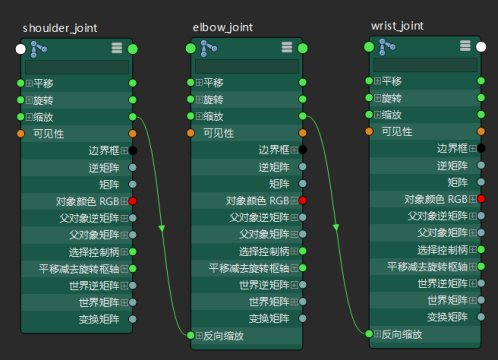 shoulder_joint
平移
旋转
缩放
可见性
边界框
逆矩阵
矩阵
对象颜色 RGB
父对象逆矩阵
父对象矩阵
选择控制柄
平移减去旋转枢轴
世界逆矩阵
世界矩阵
变换矩阵
elbow_joint
平移
旋转
缩放
可见性
边界框
逆矩阵
矩阵
对象颜色 RGB
父对象逆矩阵
父对象矩阵
选择控制柄
平移减去旋转枢轴
世界逆矩阵
世界矩阵
变换矩阵
反向缩放
wrist_joint
平移
旋转
缩放
可见性
边界框
逆矩阵
矩阵
对象颜色 RGB
父对象逆矩阵
父对象矩阵
选择控制柄
平移减去旋转枢轴
世界逆矩阵
世界矩阵
变换矩阵
反向缩放